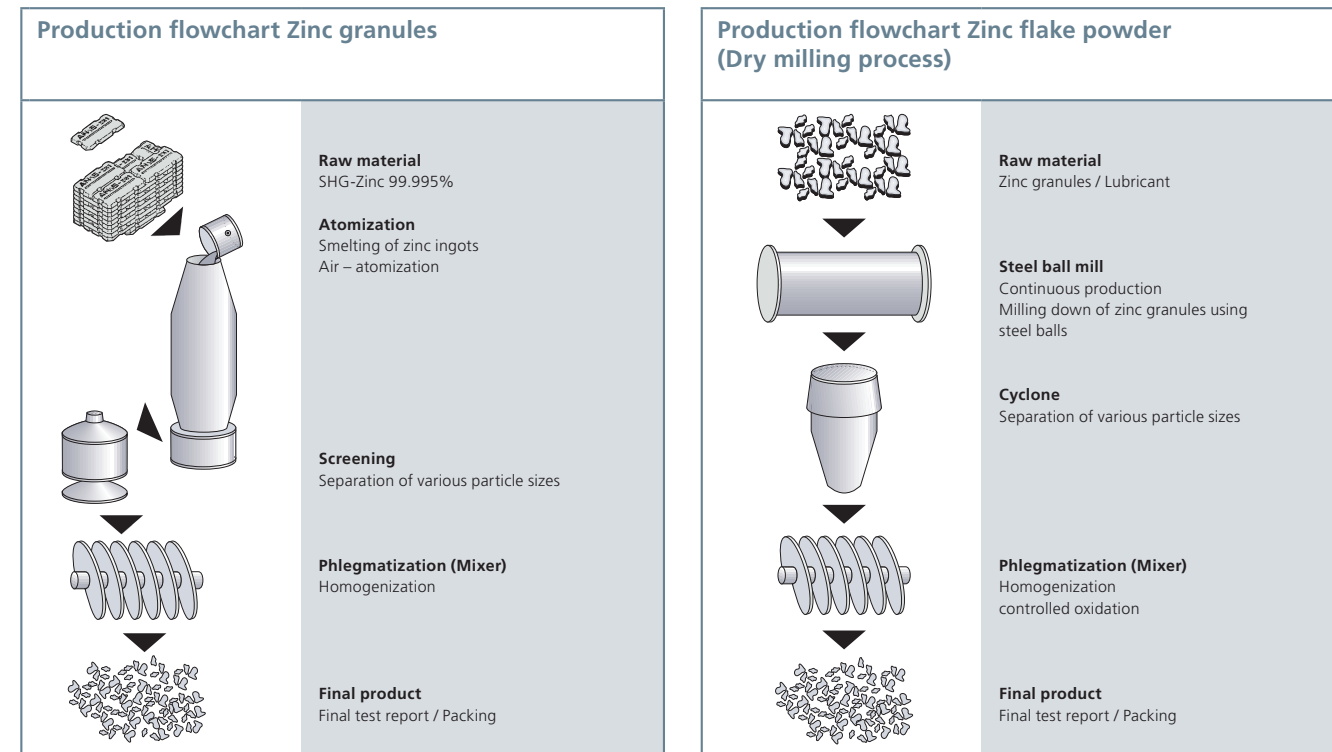 Production flowchart Zinc granules
Raw material
SHG-Zinc 99.995%
Atomization
Smelting of zinc ingots
Air – atomization
Screening
Separation of various particle sizes
Phlegmatization (Mixer)
Homogenization
Final product
Final test report / Packing
Production flowchart Zinc flake powder
(Dry milling process)
Raw material
Zinc granules / Lubricant
Steel ball mill
Continuous production
Milling down of zinc granules using
steel balls
Cyclone
Separation of various particle sizes
Phlegmatization (Mixer)
Homogenization
controlled oxidation
Final product
Final test report / Packing